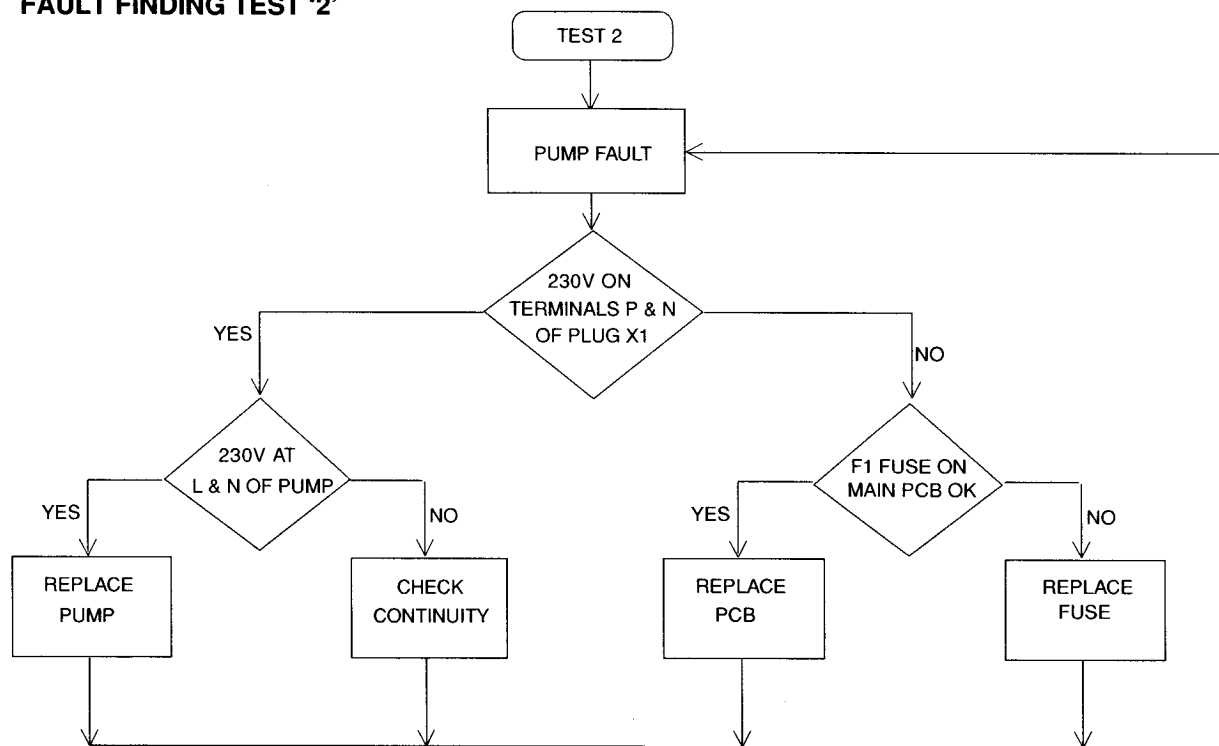 FAULT FINDING TEST ‘2’
TEST 2
PUMP FAULT
230V ON
TERMINALS P & N
OF PLUG X1
YES
NO
230V AT
L & N OF PUMP
F1 FUSE ON
MAIN PCB OK
YES
NO
YES
NO
REPLACE
PUMP
CHECK
CONTINUITY
REPLACE
PCB
REPLACE
FUSE